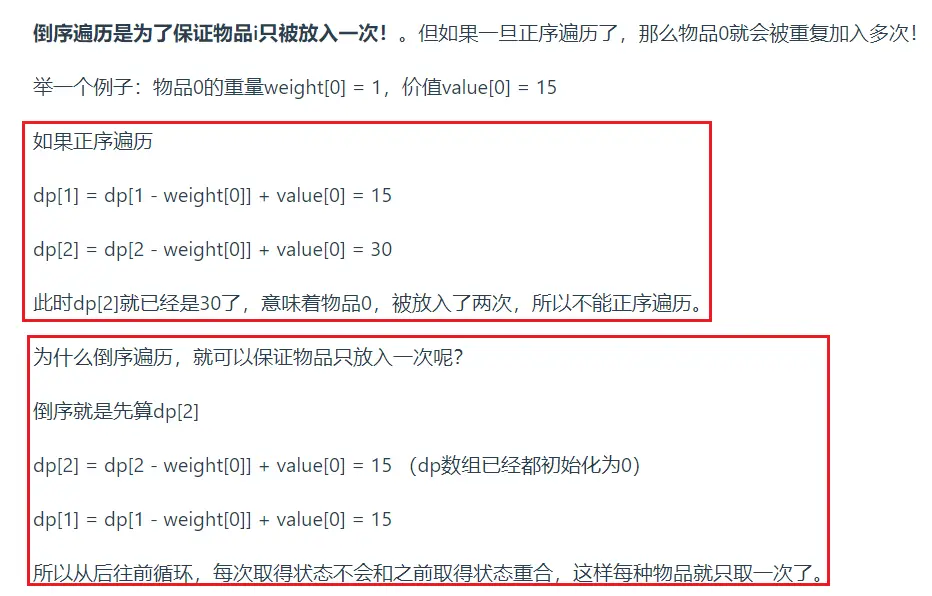 倒序遍历是为了保证物品i只被放入一次！。但如果一旦正序遍历了，那么物品0就会被重复加入多次！
举一个例子：物品0的重量weight[0] = 1，价值value[0] = 15
如果正序遍历
dp[1] = dp[1 - weight[0]] + value[0] = 15
dp[2] = dp[2 - weight[0]] + value[0] = 30
此时dp[2]就已经是30了，意味着物品0，被放入了两次，所以不能正序遍历。
为什么倒序遍历，就可以保证物品只放入一次呢？
倒序就是先算dp[2]
dp[2] = dp[2 - weight[0]] + value[0] = 15 （dp数组已经都初始化为0）
dp[1] = dp[1 - weight[0]] + value[0] = 15
所以从后往前循环，每次取得状态不会和之前取得状态重合，这样每种物品就只取一次了。